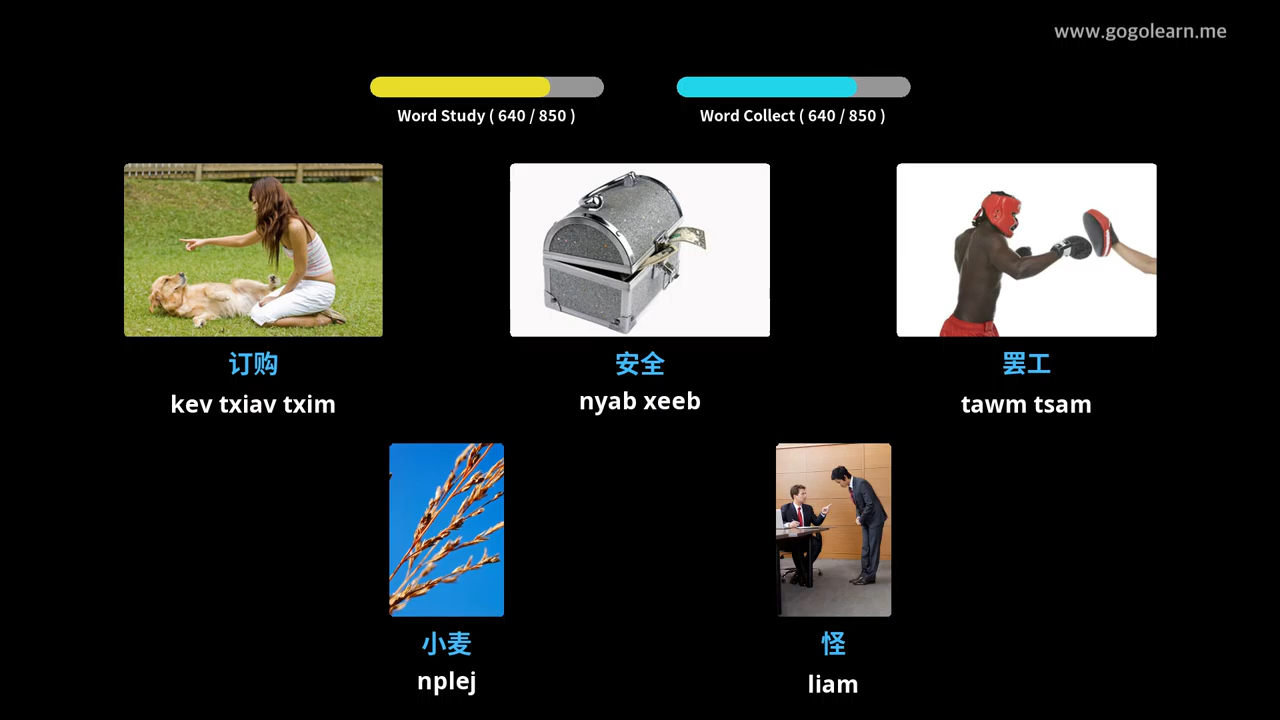 www.gogolearn.me
Word Study ( 640 / 850 )
Word Collect ( 640 / 850 )
订购
kev txiav txim
安全
nyab xeeb
罢工
tawm tsam
小麦
nplej
怪
liam